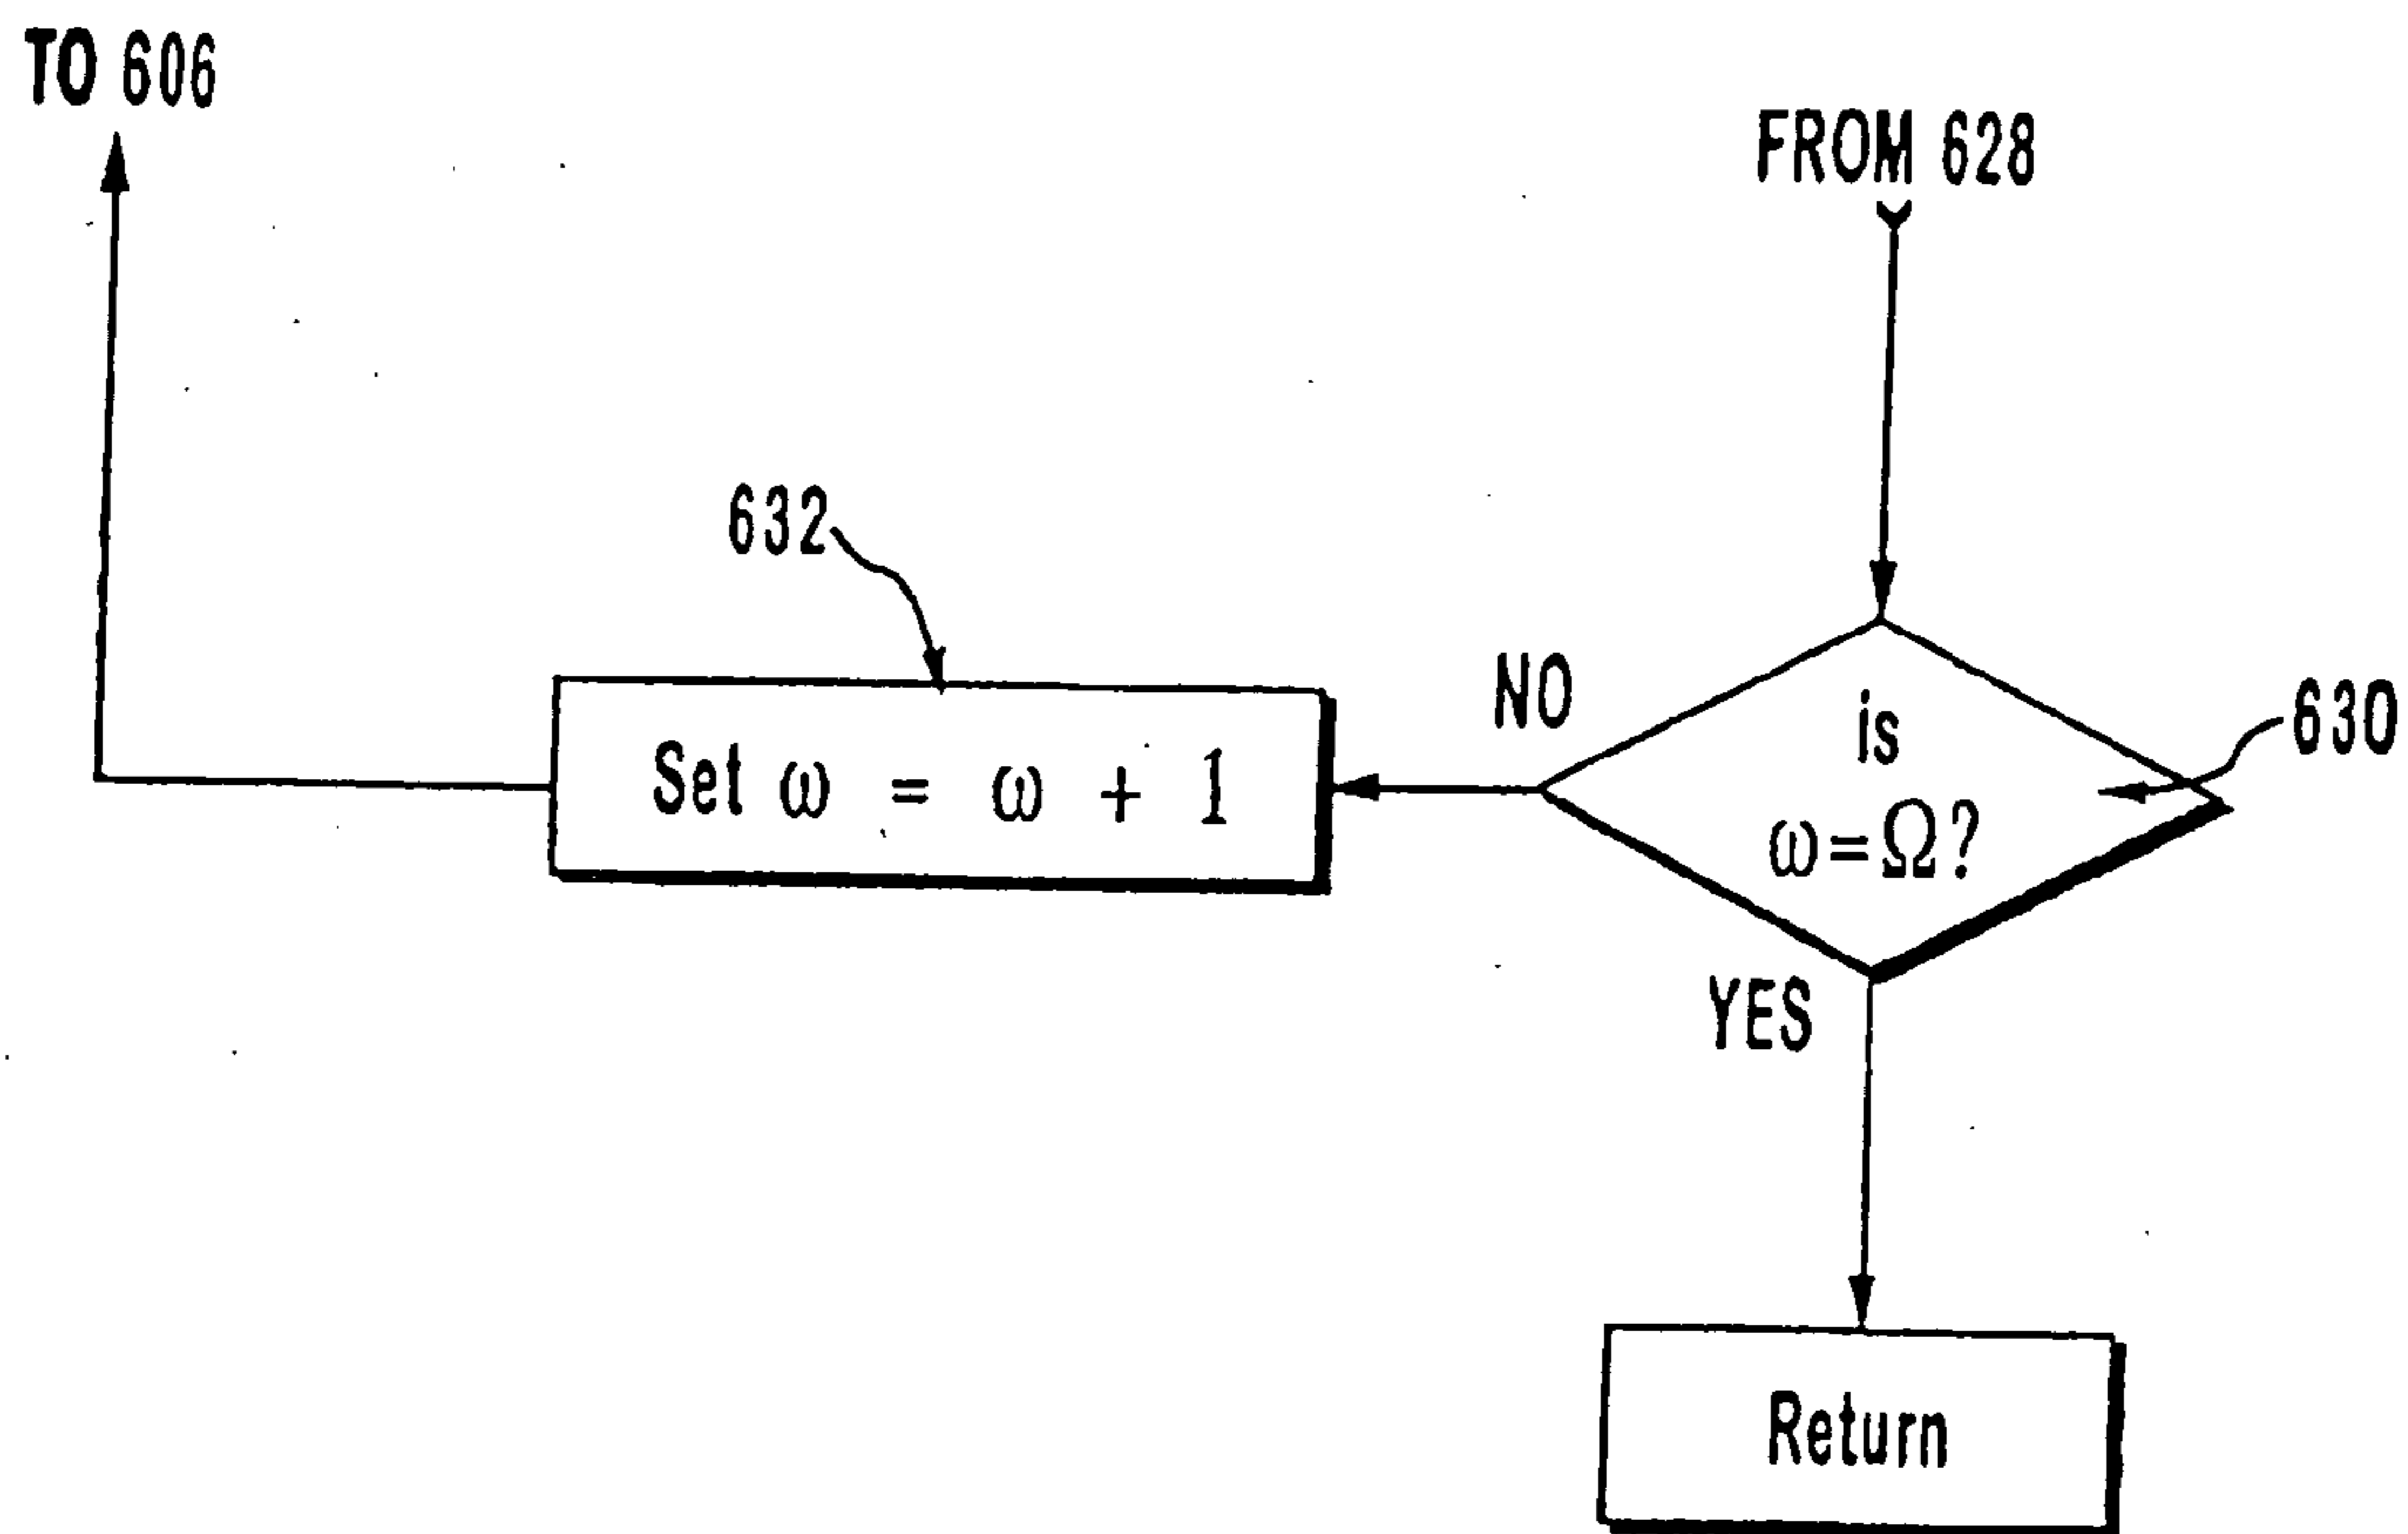 TO 606
FROM 628
632
Set ω = ω + 1
NO
is
ω=Ω?
630
YES
Return